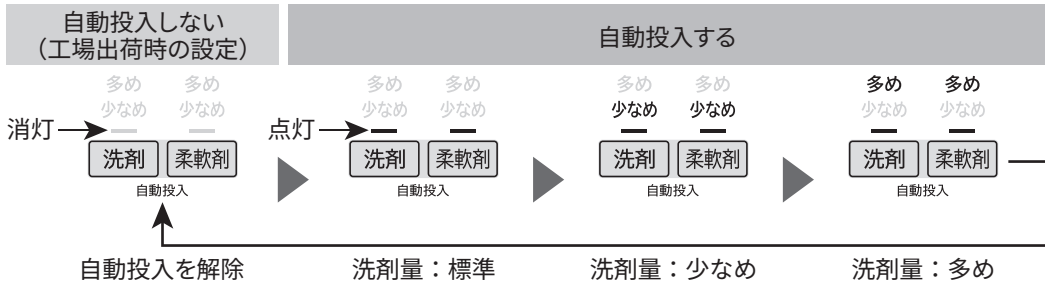 自動投入しない
（工場出荷時の設定）
自動投入する
多め 多め
少なめ 少なめ
消灯
洗剤 柔軟剤
自動投入
自動投入を解除
多め 多め
少なめ 少なめ
点灯
洗剤 柔軟剤
自動投入
洗剤量：標準
多め 多め
少なめ 少なめ
洗剤 柔軟剤
自動投入
洗剤量：少なめ
多め 多め
少なめ 少なめ
洗剤 柔軟剤
自動投入
洗剤量：多め